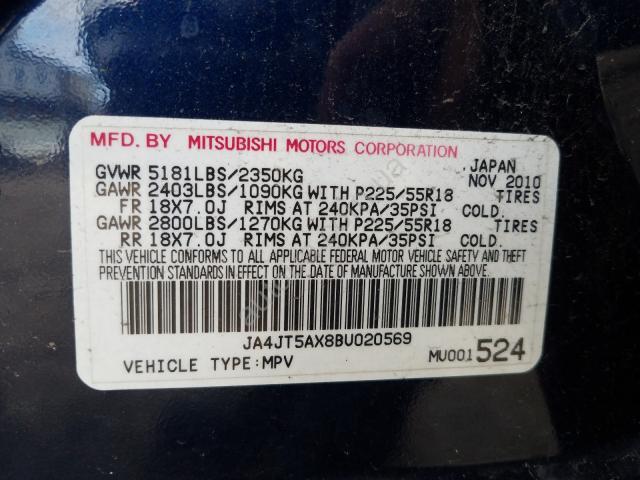 MFD. BY MITSUBISHI MOTORS CORPORATION
GVWR 5181LBS/2350KG JAPAN
NOV 2010
GAWR 2403LBS/1090KG WITH P225/55R18 TIRES
FR 18X7.0J RIMS AT 240KPA/35PSI COLD.
GAWR 2800LBS/1270KG WITH P225/55R18 TIRES
RR 18X7.0J RIMS AT 240KPA/35PSI COLD.
THIS VEHICLE CONFORMS TO ALL APPLICABLE FEDERAL MOTOR VEHICLE SAFETY AND THEFT
PREVENTION STANDARDS IN EFFECT ON THE DATE OF MANUFACTURE SHOWN ABOVE.
JA4JT5AX8BU020569
VEHICLE TYPE:MPV MU001524